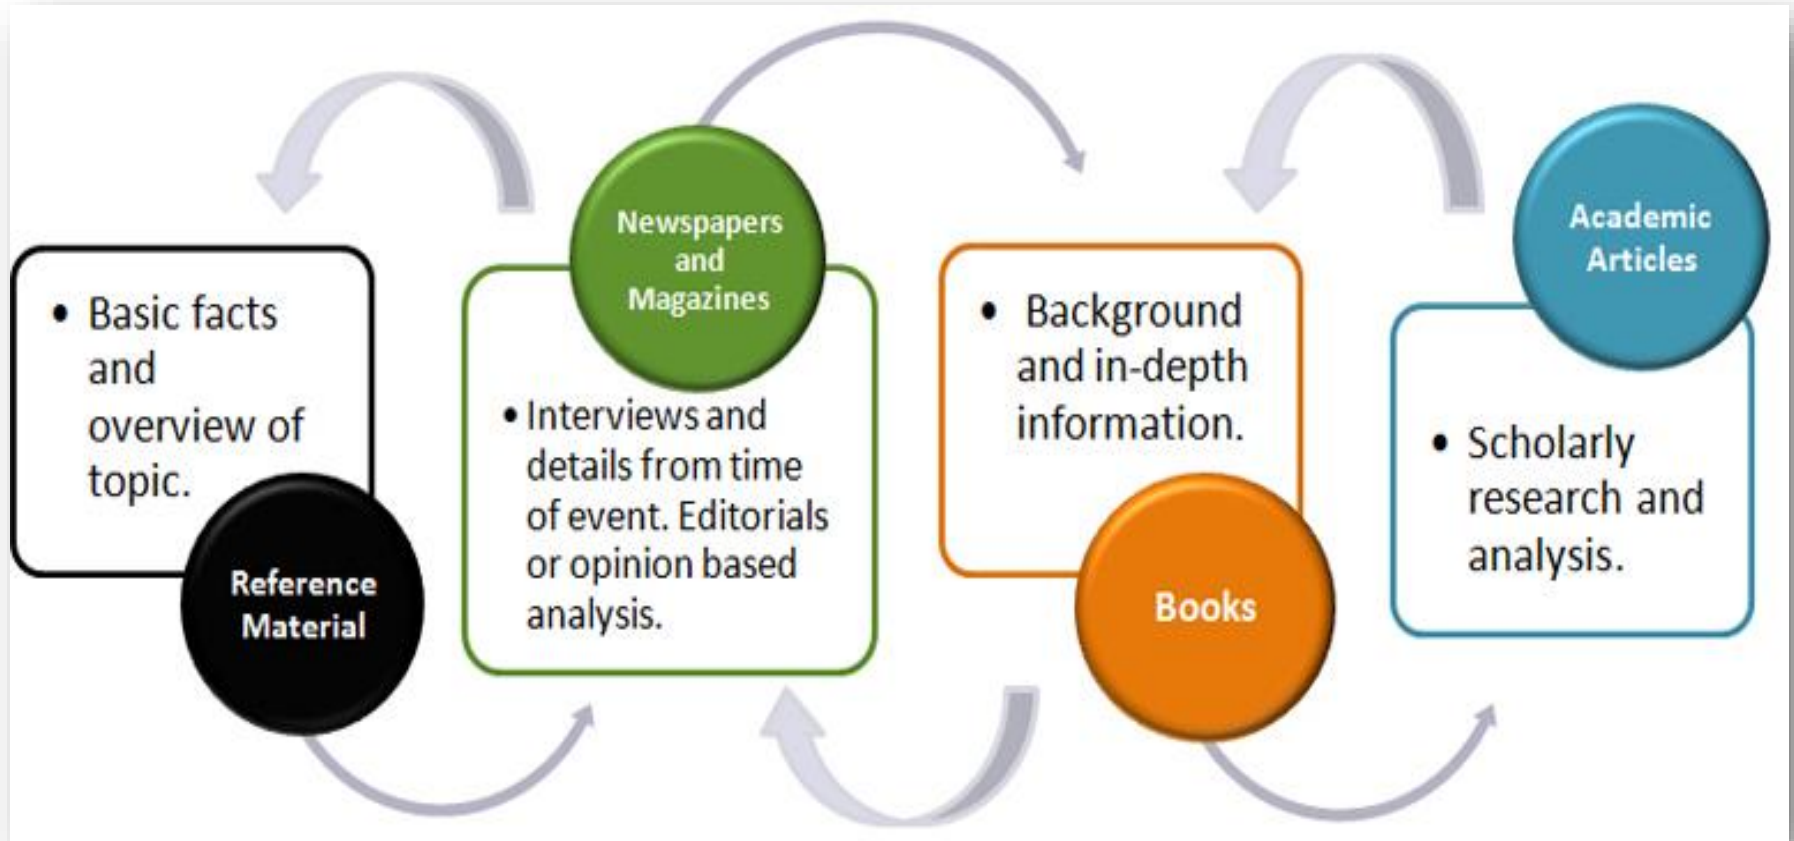 • Basic facts
and
overview of
topic.
Reference
Material
Newspapers
and
Magazines
• Interviews and
details from time
of event. Editorials
or opinion based
analysis.
• Background
and in-depth
information.
Books
Academic
Articles
• Scholarly
research and
analysis.